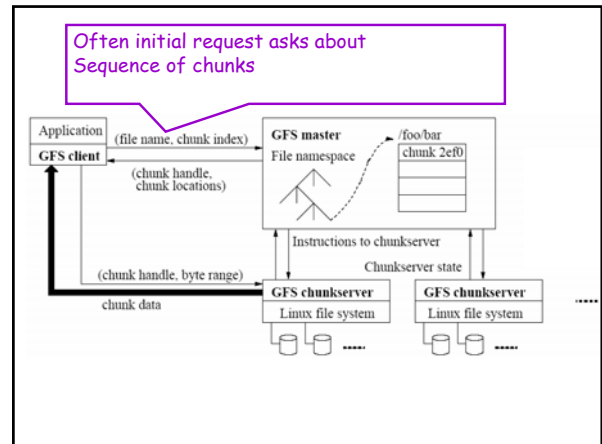 Often initial request asks about
Sequence of chunks
Application
GFS client
(file name, chunk index)
(chunk handle,
chunk locations)
GFS master
File namespace
/foo/bar
chunk 2ef0
Instructions to chunkserver
Chunkserver state
(chunk handle, byte range)
chunk data
GFS chunkserver
Linux file system
GFS chunkserver
Linux file system